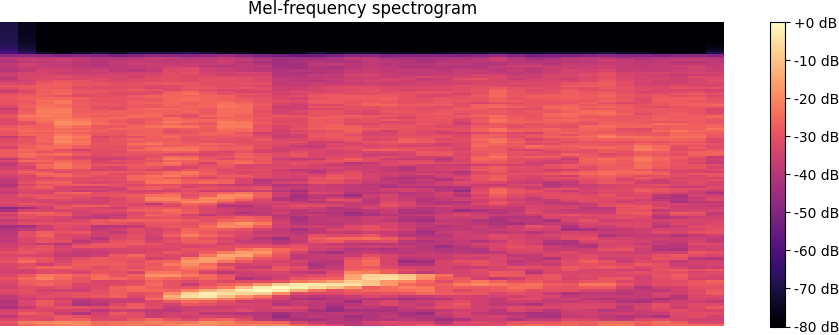 Mel-frequency spectrogram
+0 dB
-10 dB
-20 dB
-30 dB
-40 dB
-50 dB
-60 dB
-70 dB
-80 dB